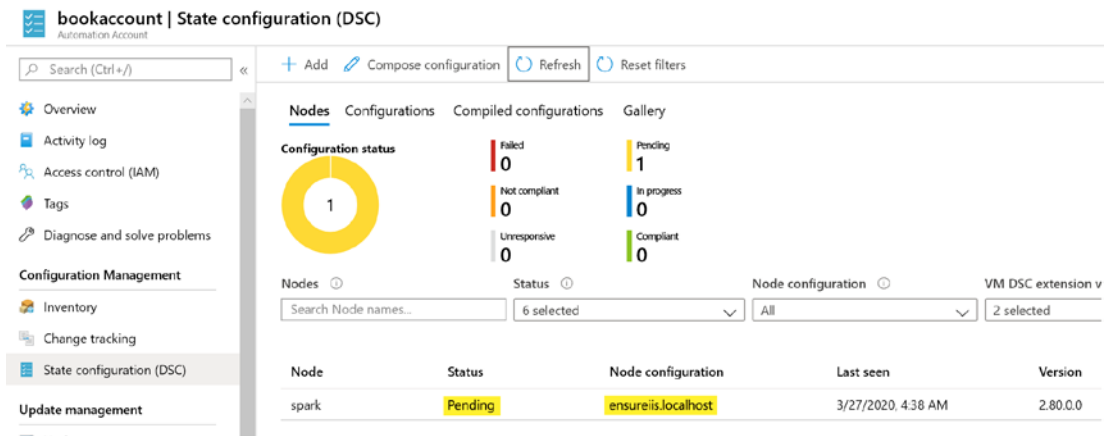 bookaccount | State configuration (DSC)
Automation Account
Search (Ctrl+/)
«
Add
Compose configuration
Refresh
Reset filters
Overview
Activity log
Access control (IAM)
Tags
Diagnose and solve problems
Configuration Management
Inventory
Change tracking
State configuration (DSC)
Update management
Nodes Configurations Compiled configurations Gallery
Configuration status
1
Failed
0
Pending
1
Not compliant
0
In progress
0
Unresponsive
0
Compliant
0
Nodes
Search Node names...
Status
6 selected
Node configuration
All
VM DSC extension v
2 selected
Node Status Node configuration Last seen Version
spark Pending ensureiis.localhost 3/27/2020, 4:38 AM 2.80.0.0